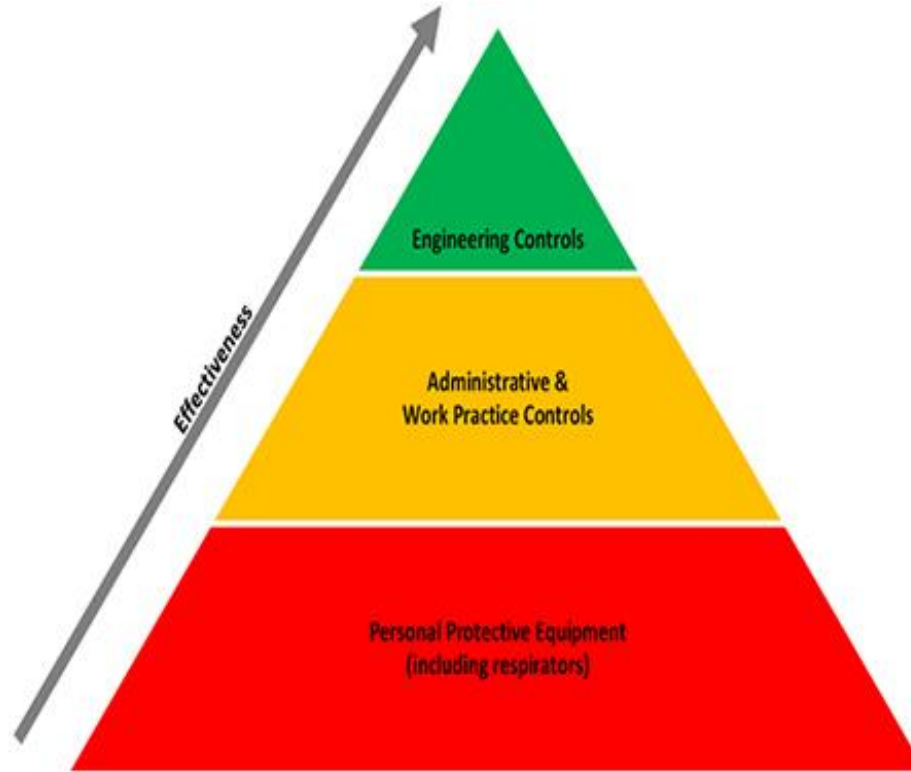 Effectiveness
Engineering Controls
Administrative &
Work Practice Controls
Personal Protective Equipment
(including respirators)